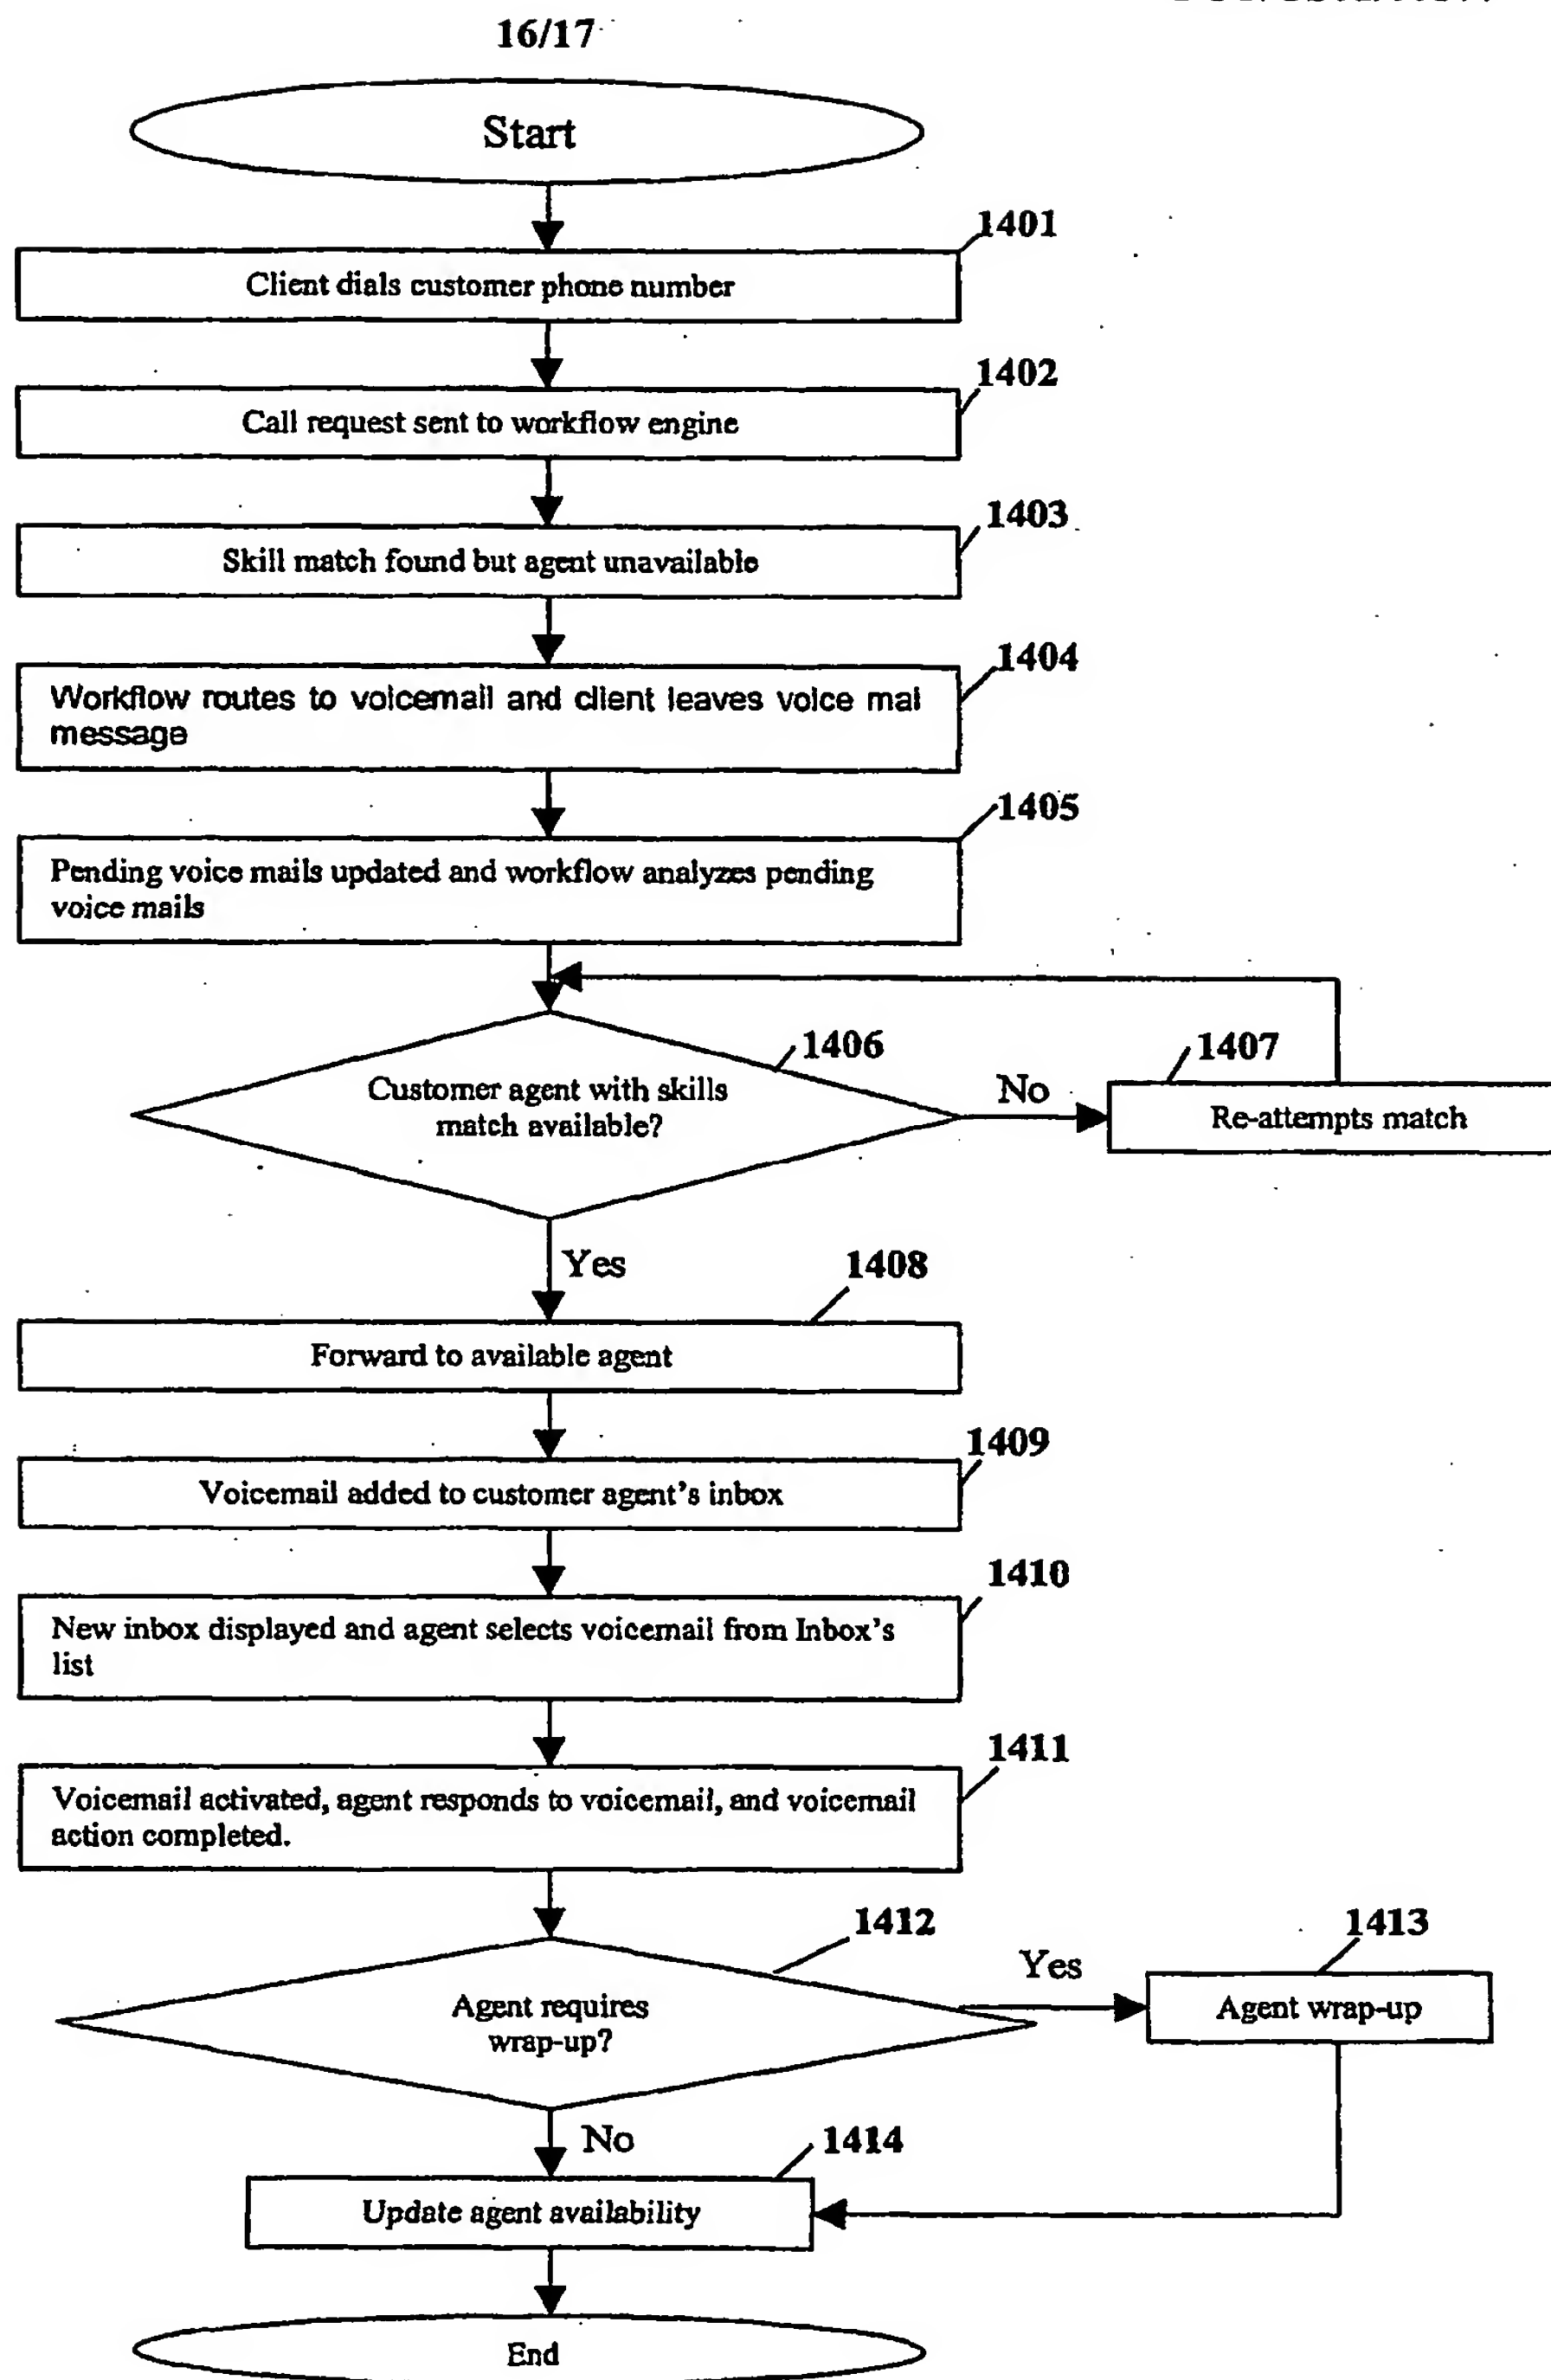 16/17
Start
1401
Client dials customer phone number
1402
Call request sent to workflow engine
1403
Skill match found but agent unavailable
1404
Workflow routes to voicemail and client leaves voice mal
message
1405
Pending voice mails updated and workflow analyzes pending
voice mails
1406
Customer agent with skills
match available?
No
1407
Re-attempts match
Yes
1408
Forward to available agent
1409
Voicemail added to customer agent's inbox
1410
New inbox displayed and agent selects voicemail from Inbox's
list
1411
Voicemail activated, agent responds to voicemail, and voicemail
action completed.
1412
Agent requires
wrap-up?
Yes
1413
Agent wrap-up
No
1414
Update agent availability
End